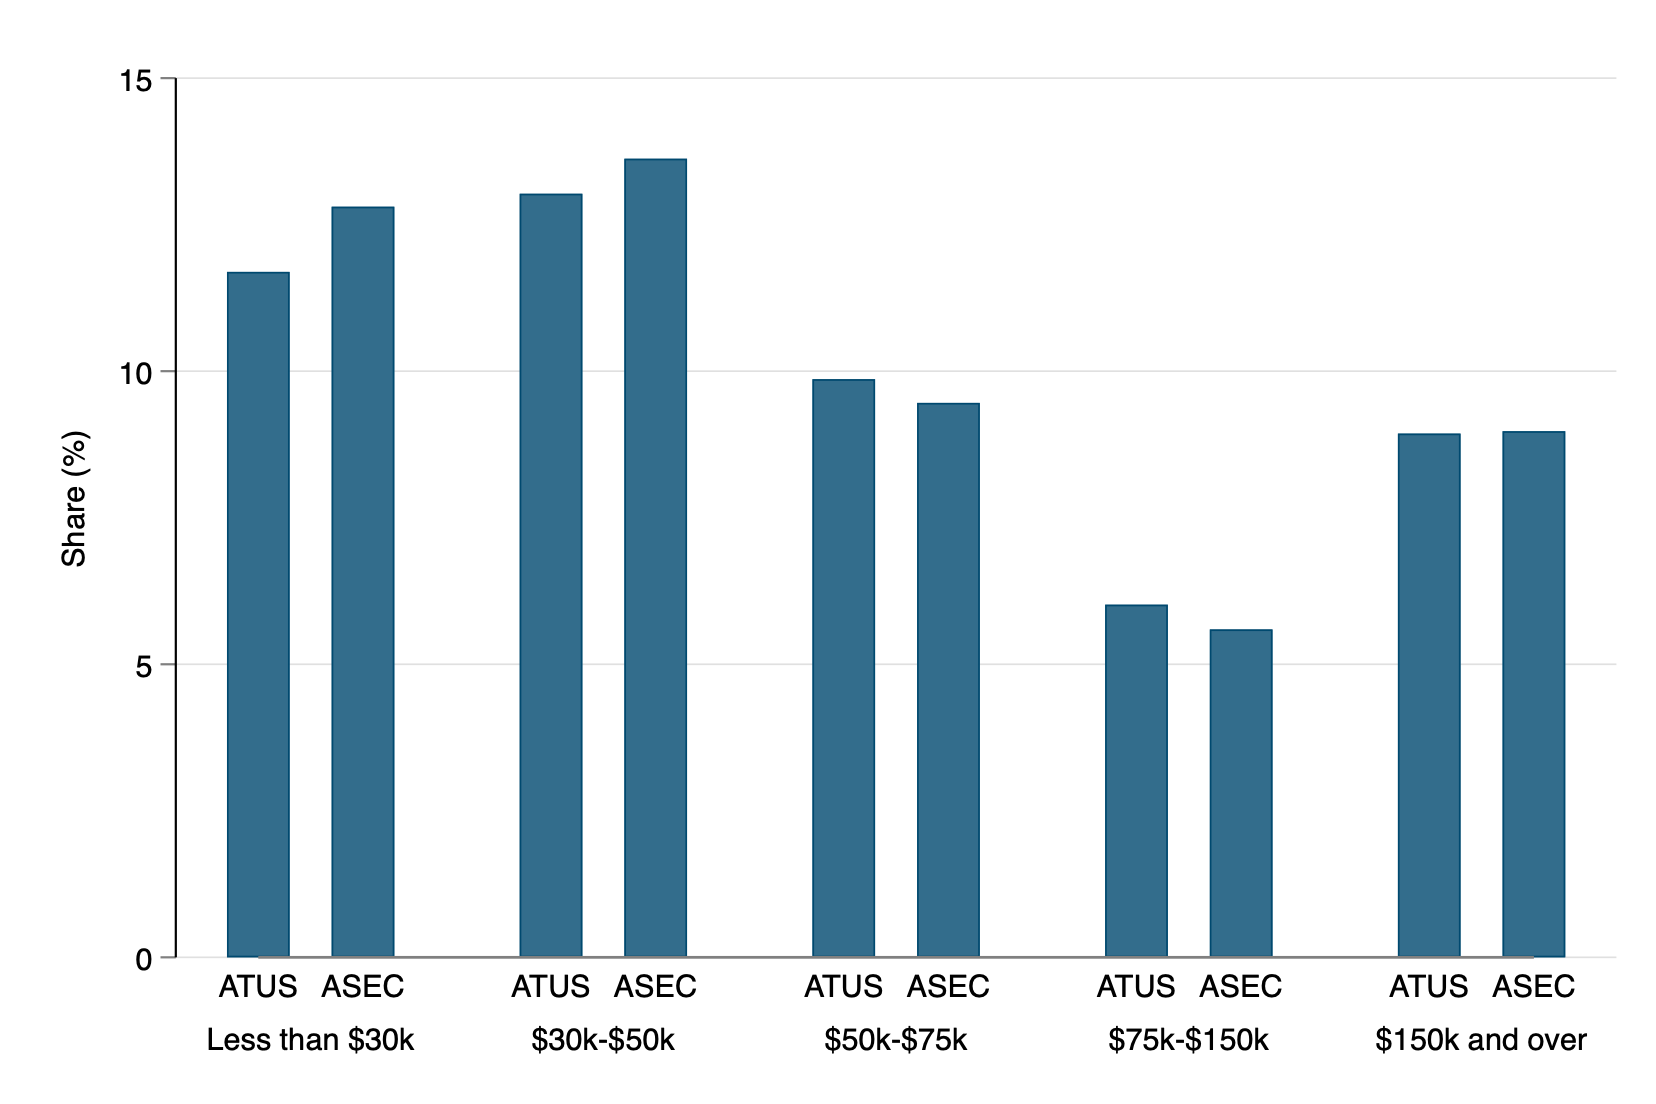 15
10
5
0
Share (%)
ATUS ASEC ATUS ASEC ATUS ASEC ATUS ASEC ATUS ASEC
Less than $30k $30k-$50k $50k-$75k $75k-$150k $150k and over